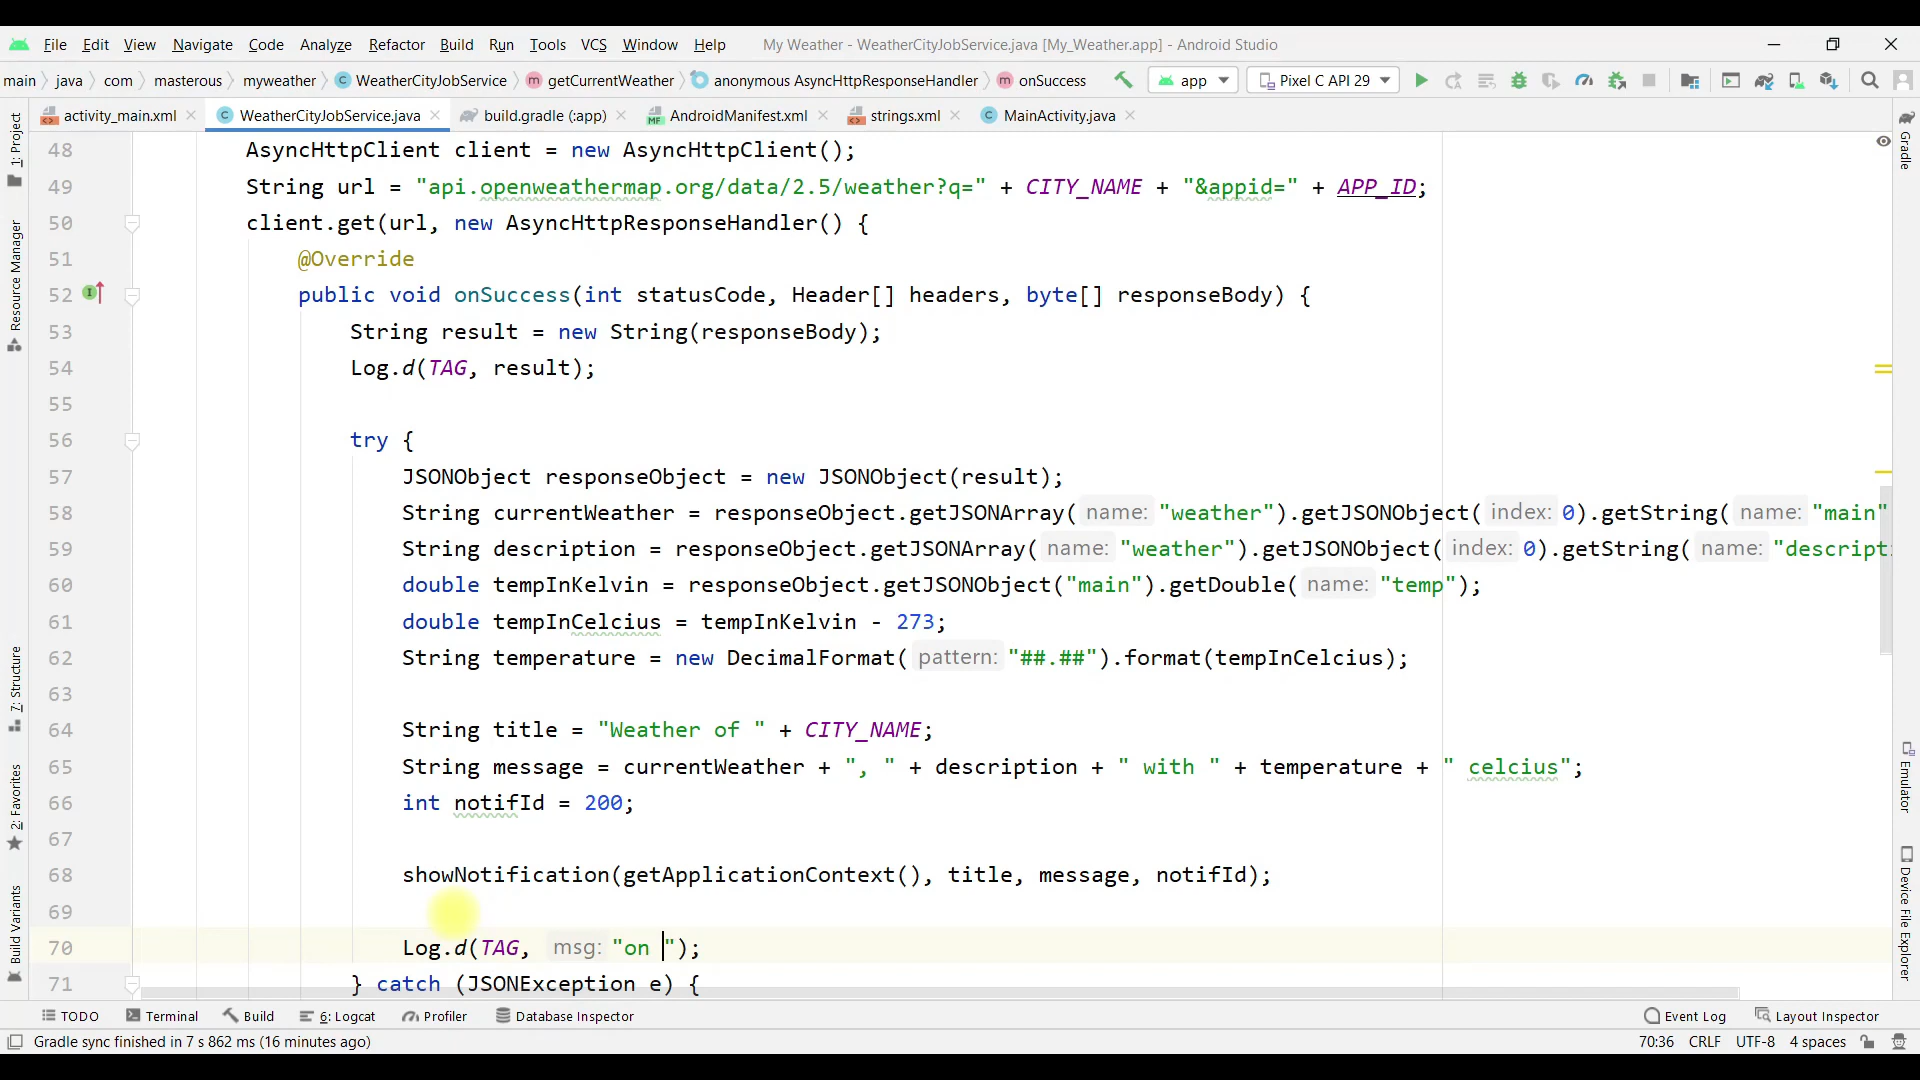 File Edit View Navigate Code Analyze Refactor Build Run Tools VCS Window Help My Weather - WeatherCityJobService.java [My_Weather.app] - Android Studio
main java com masterous myweather WeatherCityJobService getCurrentWeather anonymous AsyncHttpResponseHandler onSuccess app Pixel C API 29
activity_main.xml WeatherCityJobService.java build.gradle (:app) AndroidManifest.xml strings.xml MainActivity.java
1: Project
Resource Manager
7: Structure
2: Favorites
Build Variants
48 AsyncHttpClient client = new AsyncHttpClient();
49 String url = "api.openweathermap.org/data/2.5/weather?q=" + CITY_NAME + "&appid=" + APP_ID;
50 client.get(url, new AsyncHttpResponseHandler() {
51 @Override
52 public void onSuccess(int statusCode, Header[] headers, byte[] responseBody) {
53 String result = new String(responseBody);
54 Log.d(TAG, result);
55
56 try {
57 JSONObject responseObject = new JSONObject(result);
58 String currentWeather = responseObject.getJSONArray( name: "weather").getJSONObject( index: 0).getString( name: "main"
59 String description = responseObject.getJSONArray( name: "weather").getJSONObject( index: 0).getString( name: "descript
60 double tempInKelvin = responseObject.getJSONObject("main").getDouble( name: "temp");
61 double tempInCelcius = tempInKelvin - 273;
62 String temperature = new DecimalFormat( pattern: "##.##").format(tempInCelcius);
63
64 String title = "Weather of " + CITY_NAME;
65 String message = currentWeather + ", " + description + " with " + temperature + " celcius";
66 int notifId = 200;
67
68 showNotification(getApplicationContext(), title, message, notifId);
69
70 Log.d(TAG, msg: "on ");
71 } catch (JSONException e) {
Gradle
Emulator
Device File Explorer
TODO Terminal Build 6: Logcat Profiler Database Inspector Event Log Layout Inspector
Gradle sync finished in 7 s 862 ms (16 minutes ago) 70:36 CRLF UTF-8 4 spaces